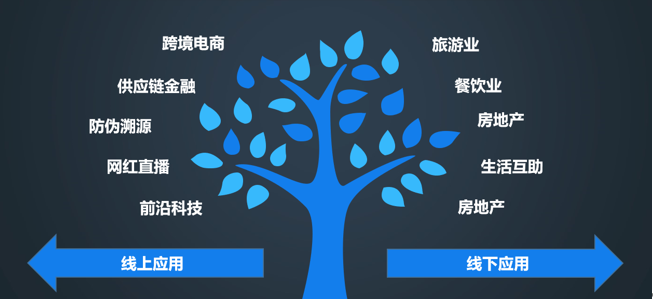 跨境电商
供应链金融
防伪溯源
网红直播
前沿科技
线上应用
旅游业
餐饮业
房地产
生活互助
房地产
线下应用